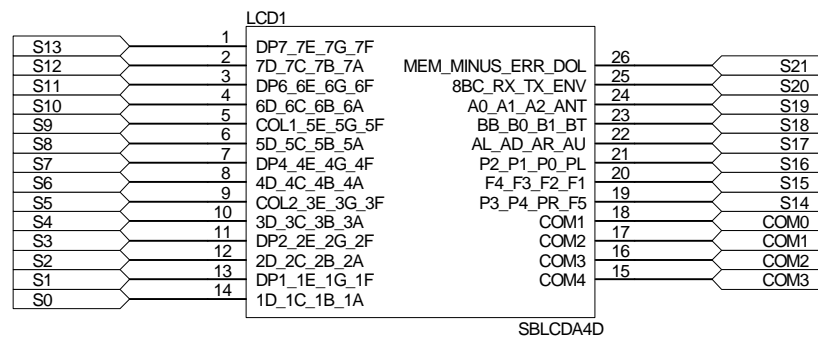 LCD1
S13 1 DP7_7E_7G_7F
S12 2 7D_7C_7B_7A MEM_MINUS_ERR_DOL 26 S21
S11 3 DP6_6E_6G_6F 8BC_RX_TX_ENV 25 S20
S10 4 6D_6C_6B_6A A0_A1_A2_ANT 24 S19
S9 5 COL1_5E_5G_5F BB_B0_B1_BT 23 S18
S8 6 5D_5C_5B_5A AL_AD_AR_AU 22 S17
S7 7 DP4_4E_4G_4F P2_P1_P0_PL 21 S16
S6 8 4D_4C_4B_4A F4_F3_F2_F1 20 S15
S5 9 COL2_3E_3G_3F P3_P4_PR_F5 19 S14
S4 10 3D_3C_3B_3A COM1 18 COM0
S3 11 DP2_2E_2G_2F COM2 17 COM1
S2 12 2D_2C_2B_2A COM3 16 COM2
S1 13 DP1_1E_1G_1F COM4 15 COM3
S0 14 1D_1C_1B_1A
SBLCDA4D